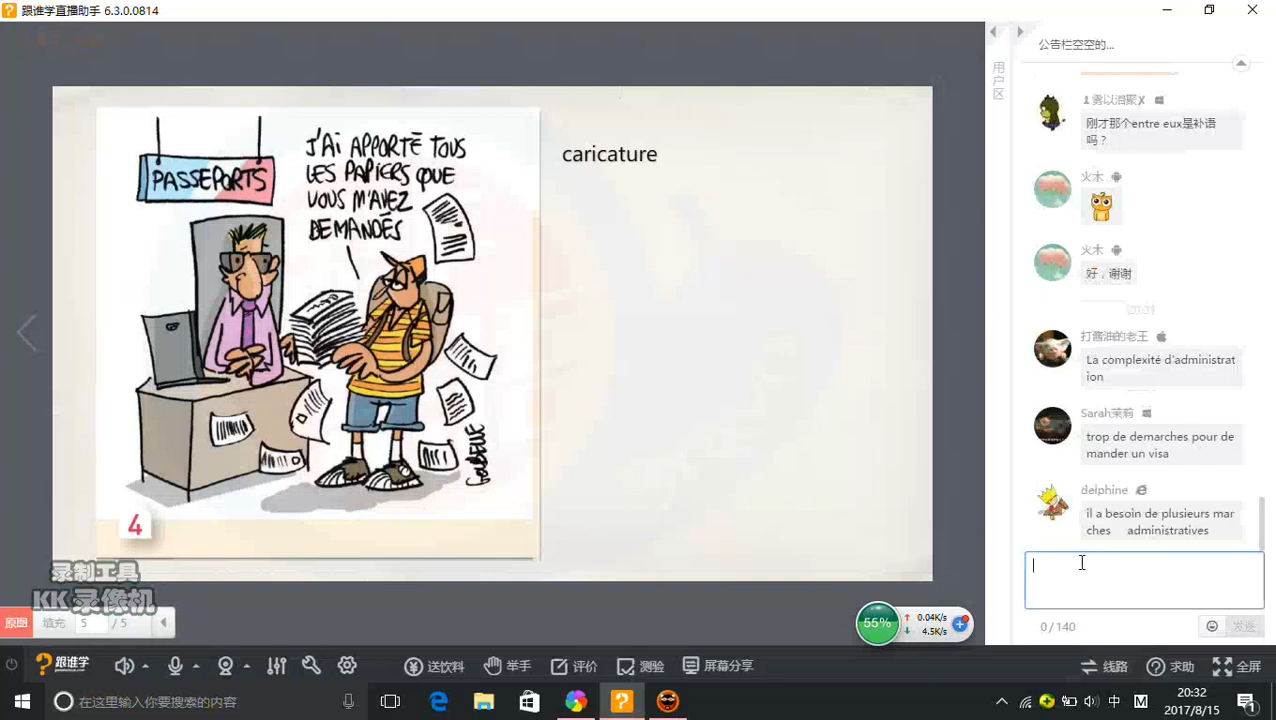 跟谁学直播助手 6.3.0.0814
公告栏空空的...
用户区
PASSEPORTS
J'AI APPORTÉ TOUS
LES PAPIERS QUE
VOUS M'AVEZ
DEMANDÉS
GOUBELLE
4
caricature
刚才那个entre eux是补语
吗？
火木
火木
好，谢谢
20:31
打酱油的老王
La complexité d'administrat
ion
Sarah茉莉
trop de demarches pour de
mander un visa
delphine
il a besoin de plusieurs mar
ches administratives
0/140
发送
录制工具
KK 录像机
原图
填充
5
/ 5
55%
0.04K/s
4.5K/s
跟谁学
送饮料
举手
评价
测验
屏幕分享
线路
求助
全屏
在这里输入你要搜索的内容
中
M
20:32
2017/8/15
1